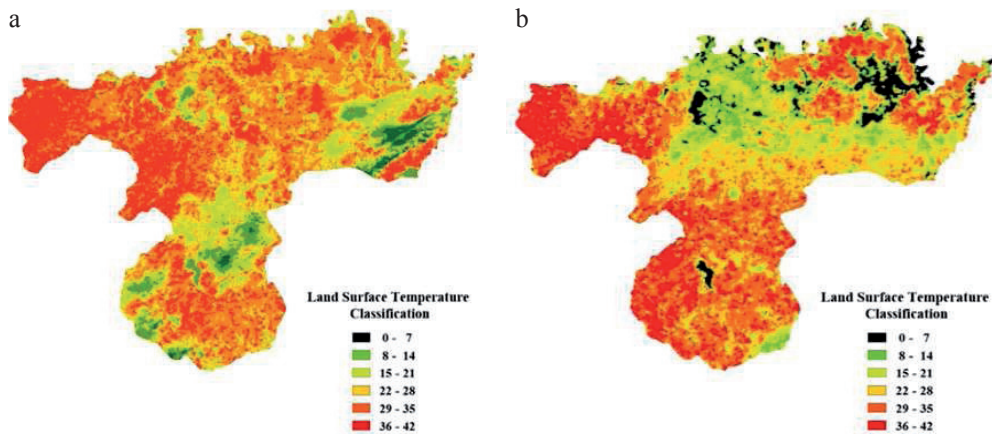 a
Land Surface Temperature
Classification
0 - 7
8 - 14
15 - 21
22 - 28
29 - 35
36 - 42
b
Land Surface Temperature
Classification
0 - 7
8 - 14
15 - 21
22 - 28
29 - 35
36 - 42